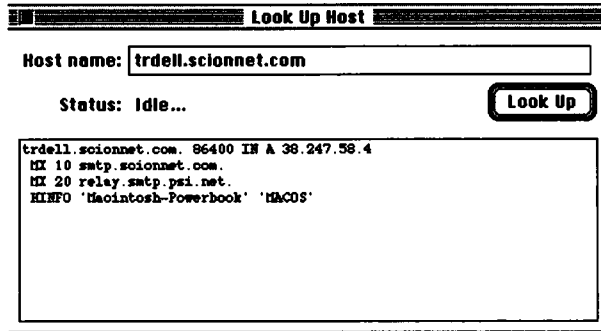 Look Up Host
Host name: trdell.scionnet.com
Status: Idle...
Look Up
trdell.scionnet.com. 86400 IN A 38.247.58.4
MX 10 smtp.scionnet.com.
MX 20 relay.smtp.psi.net.
HINFO 'Macintosh-Powerbook' 'MACOS'